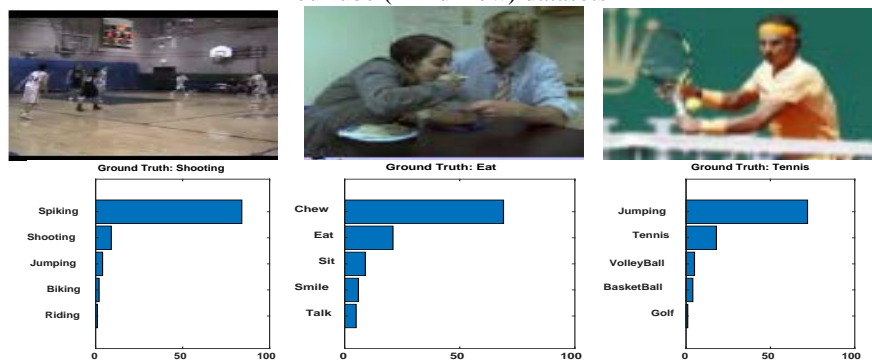 Ground Truth: Shooting
Spiking
Shooting
Jumping
Biking
Riding
0 50 100
Ground Truth: Eat
Chew
Eat
Sit
Smile
Talk
0 50 100
Ground Truth: Tennis
Jumping
Tennis
VolleyBall
BasketBall
Golf
0 50 100